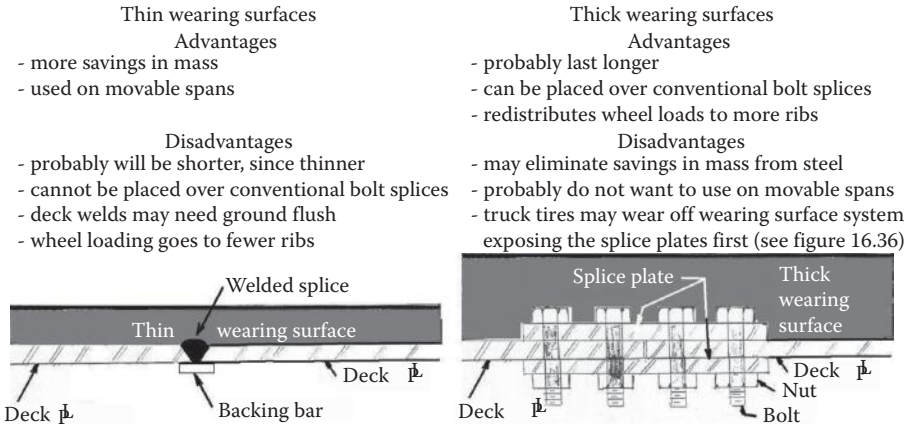 Thin wearing surfaces
Advantages
- more savings in mass
- used on movable spans
Disadvantages
- probably will be shorter, since thinner
- cannot be placed over conventional bolt splices
- deck welds may need ground flush
- wheel loading goes to fewer ribs
Welded splice
Thin wearing surface
Deck ℙL
Deck ℙL
Backing bar
Thick wearing surfaces
Advantages
- probably last longer
- can be placed over conventional bolt splices
- redistributes wheel loads to more ribs
Disadvantages
- may eliminate savings in mass from steel
- probably do not want to use on movable spans
- truck tires may wear off wearing surface system
exposing the splice plates first (see figure 16.36)
Splice plate
Thick
wearing
surface
Deck ℙL
Nut
Deck ℙL
Bolt